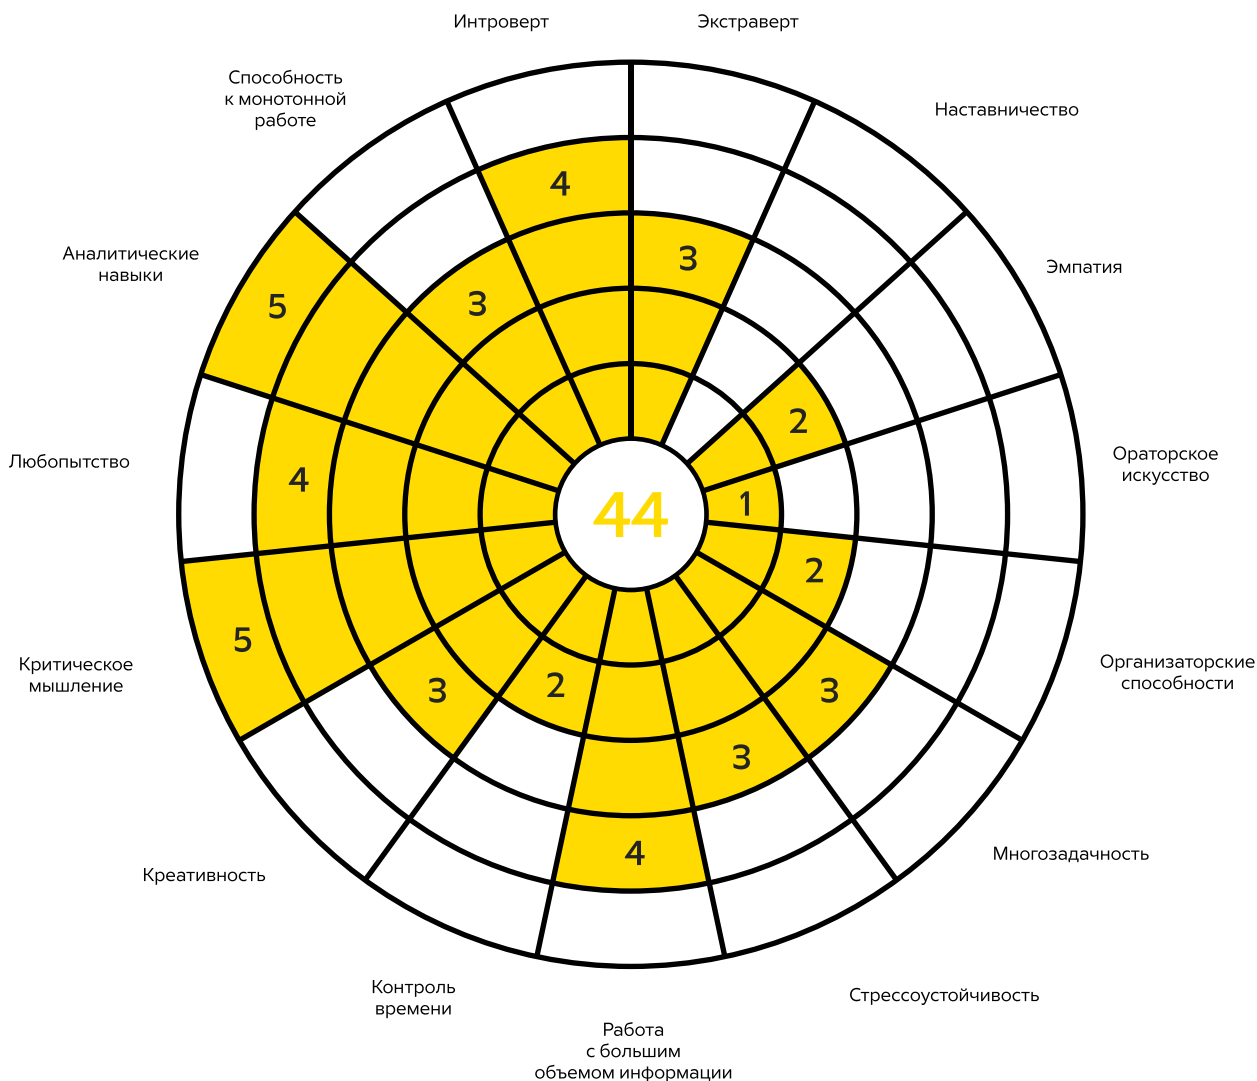 Интроверт
Экстраверт
Способность
к монотонной
работе
Наставничество
Аналитические
навыки
Эмпатия
Любопытство
Ораторское
искусство
Критическое
мышление
Организаторские
способности
Креативность
Многозадачность
Контроль
времени
Стрессоустойчивость
Работа
с большим
объемом информации
4
3
5
3
2
4
1
44
2
5
3
2
3
3
4